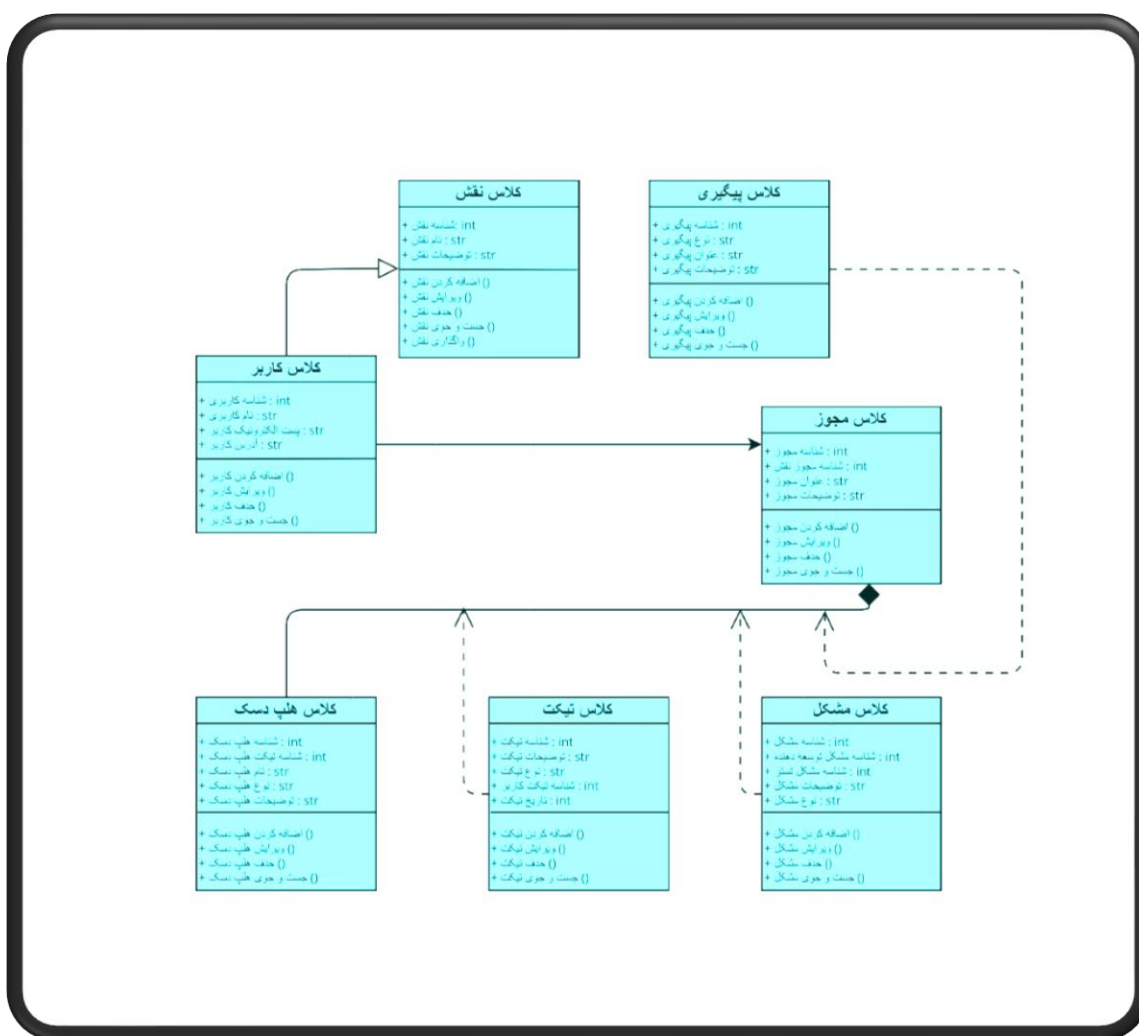 کلاس نقش
+ شناسه نقش : int
+ نام نقش : str
+ توضیحات نقش : str
+ اضافه کردن نقش ()
+ ویرایش نقش ()
+ حذف نقش ()
+ جست و جوی نقش ()
+ واگذاری نقش ()
کلاس پیگیری
+ شناسه پیگیری : int
+ نوع پیگیری : str
+ عنوان پیگیری : str
+ توضیحات پیگیری : str
+ اضافه کردن پیگیری ()
+ ویرایش پیگیری ()
+ حذف پیگیری ()
+ جست و جوی پیگیری ()
کلاس کاربر
+ شناسه کاربری : int
+ نام کاربری : str
+ پست الکترونیک کاربر : str
+ آدرس کاربر : str
+ اضافه کردن کاربر ()
+ ویرایش کاربر ()
+ حذف کاربر ()
+ جست و جوی کاربر ()
کلاس مجوز
+ شناسه مجوز : int
+ شناسه مجوز نقش : int
+ عنوان مجوز : str
+ توضیحات مجوز : str
+ اضافه کردن مجوز ()
+ ویرایش مجوز ()
+ حذف مجوز ()
+ جست و جوی مجوز ()
کلاس هلپ دسک
+ شناسه هلپ دسک : int
+ شناسه تیکت هلپ دسک : int
+ نام هلپ دسک : str
+ نوع هلپ دسک : str
+ توضیحات هلپ دسک : str
+ اضافه کردن هلپ دسک ()
+ ویرایش هلپ دسک ()
+ حذف هلپ دسک ()
+ جست و جوی هلپ دسک ()
کلاس تیکت
+ شناسه تیکت : int
+ توضیحات تیکت : str
+ نوع تیکت : str
+ شناسه تیکت کاربر : int
+ تاریخ تیکت : int
+ اضافه کردن تیکت ()
+ ویرایش تیکت ()
+ حذف تیکت ()
+ جست و جوی تیکت ()
کلاس مشکل
+ شناسه مشکل : int
+ شناسه مشکل توسعه دهنده : int
+ شناسه مشکل تستر : int
+ توضیحات مشکل : str
+ نوع مشکل : str
+ اضافه کردن مشکل ()
+ ویرایش مشکل ()
+ حذف مشکل ()
+ جست و جوی مشکل ()